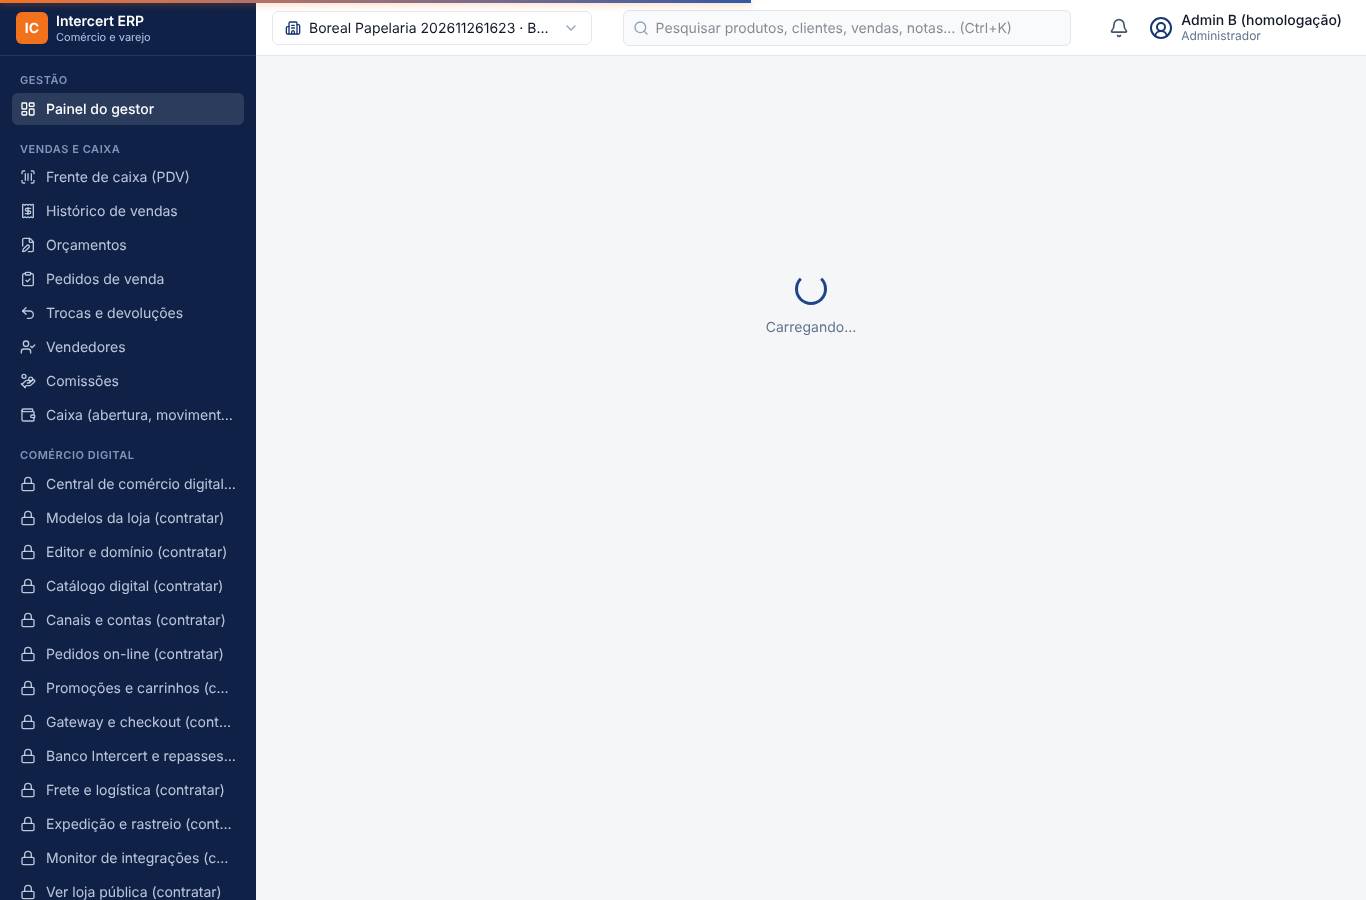 IC
Intercert ERP
Comércio e varejo
Boreal Papelaria 202611261623 · B...
Pesquisar produtos, clientes, vendas, notas... (Ctrl+K)
Admin B (homologação)
Administrador
GESTÃO
Painel do gestor
VENDAS E CAIXA
Frente de caixa (PDV)
Histórico de vendas
Orçamentos
Pedidos de venda
Trocas e devoluções
Vendedores
Comissões
Caixa (abertura, moviment...
COMÉRCIO DIGITAL
Central de comércio digital...
Modelos da loja (contratar)
Editor e domínio (contratar)
Catálogo digital (contratar)
Canais e contas (contratar)
Pedidos on-line (contratar)
Promoções e carrinhos (c...
Gateway e checkout (cont...
Banco Intercert e repasses...
Frete e logística (contratar)
Expedição e rastreio (cont...
Monitor de integrações (c...
Ver loja pública (contratar)
Carregando...